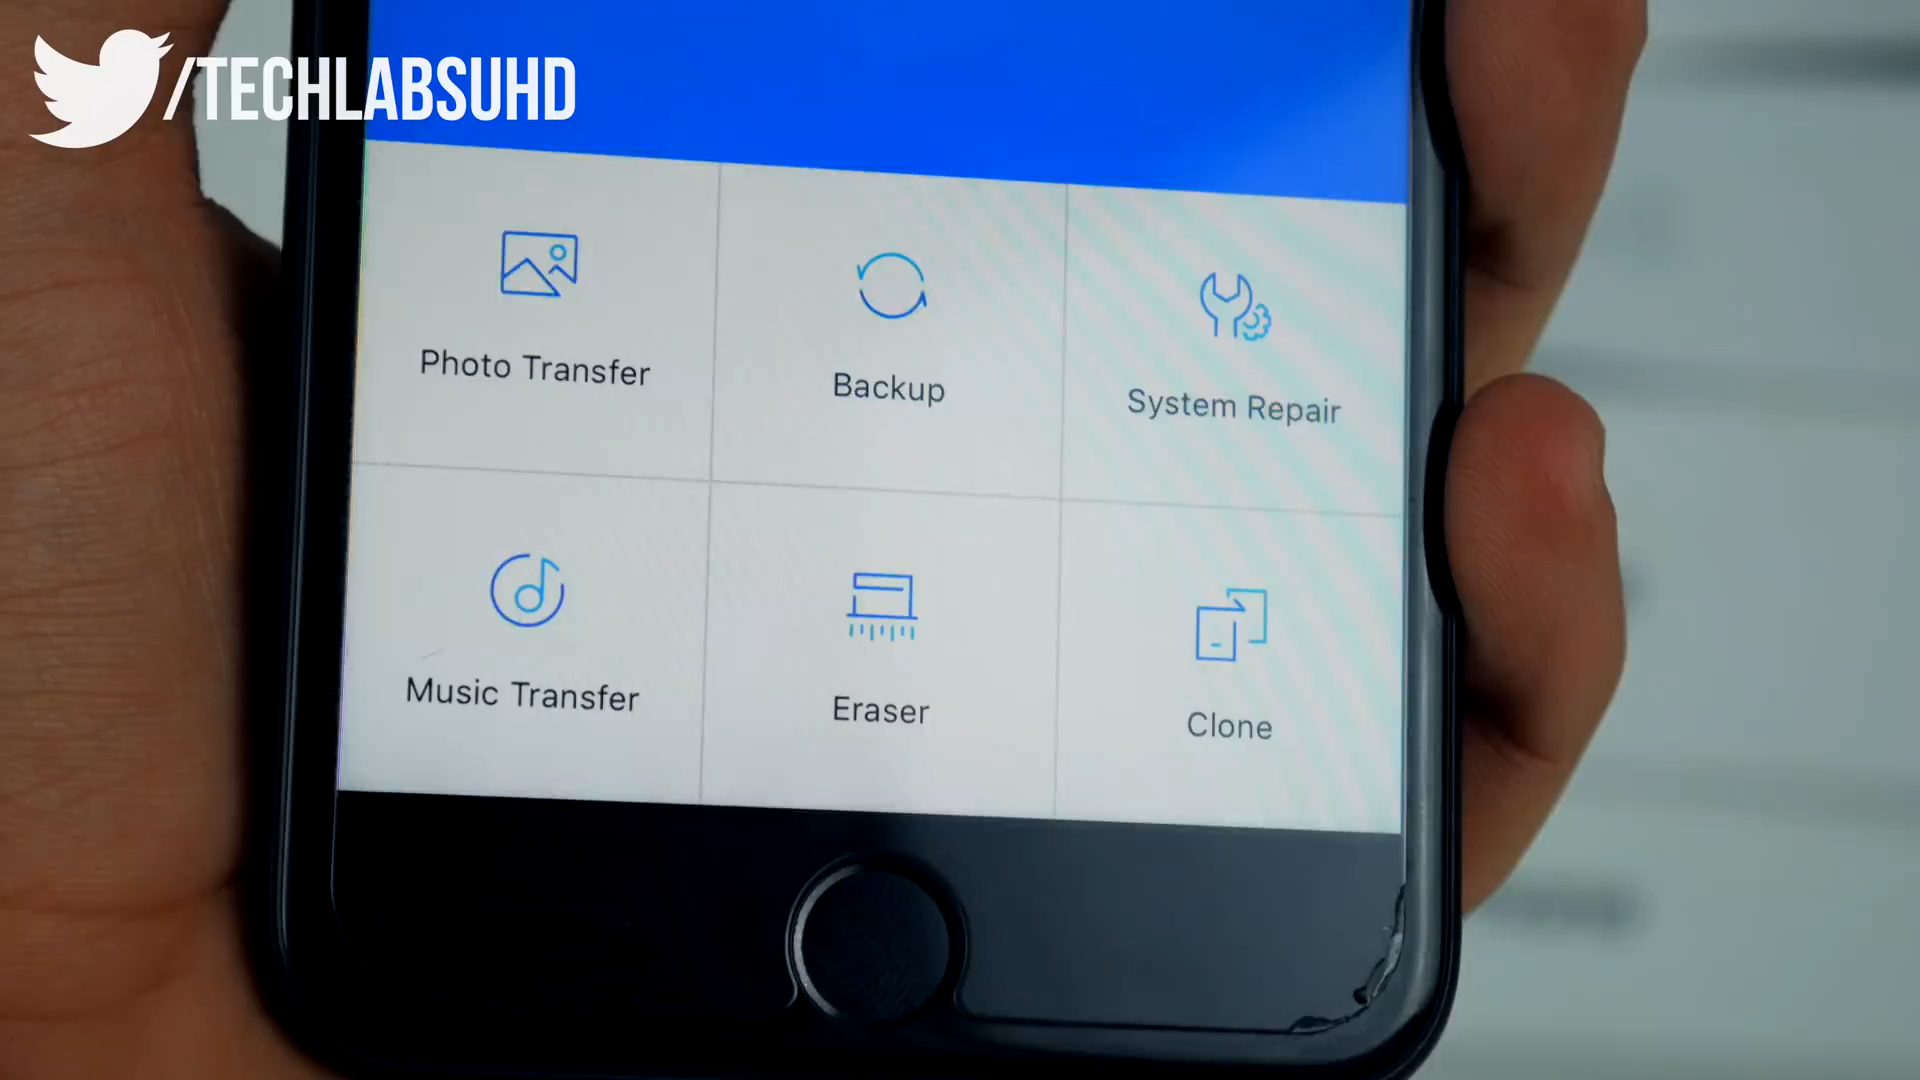 /TECHLABSUHD
Photo Transfer
Backup
System Repair
Music Transfer
Eraser
Clone